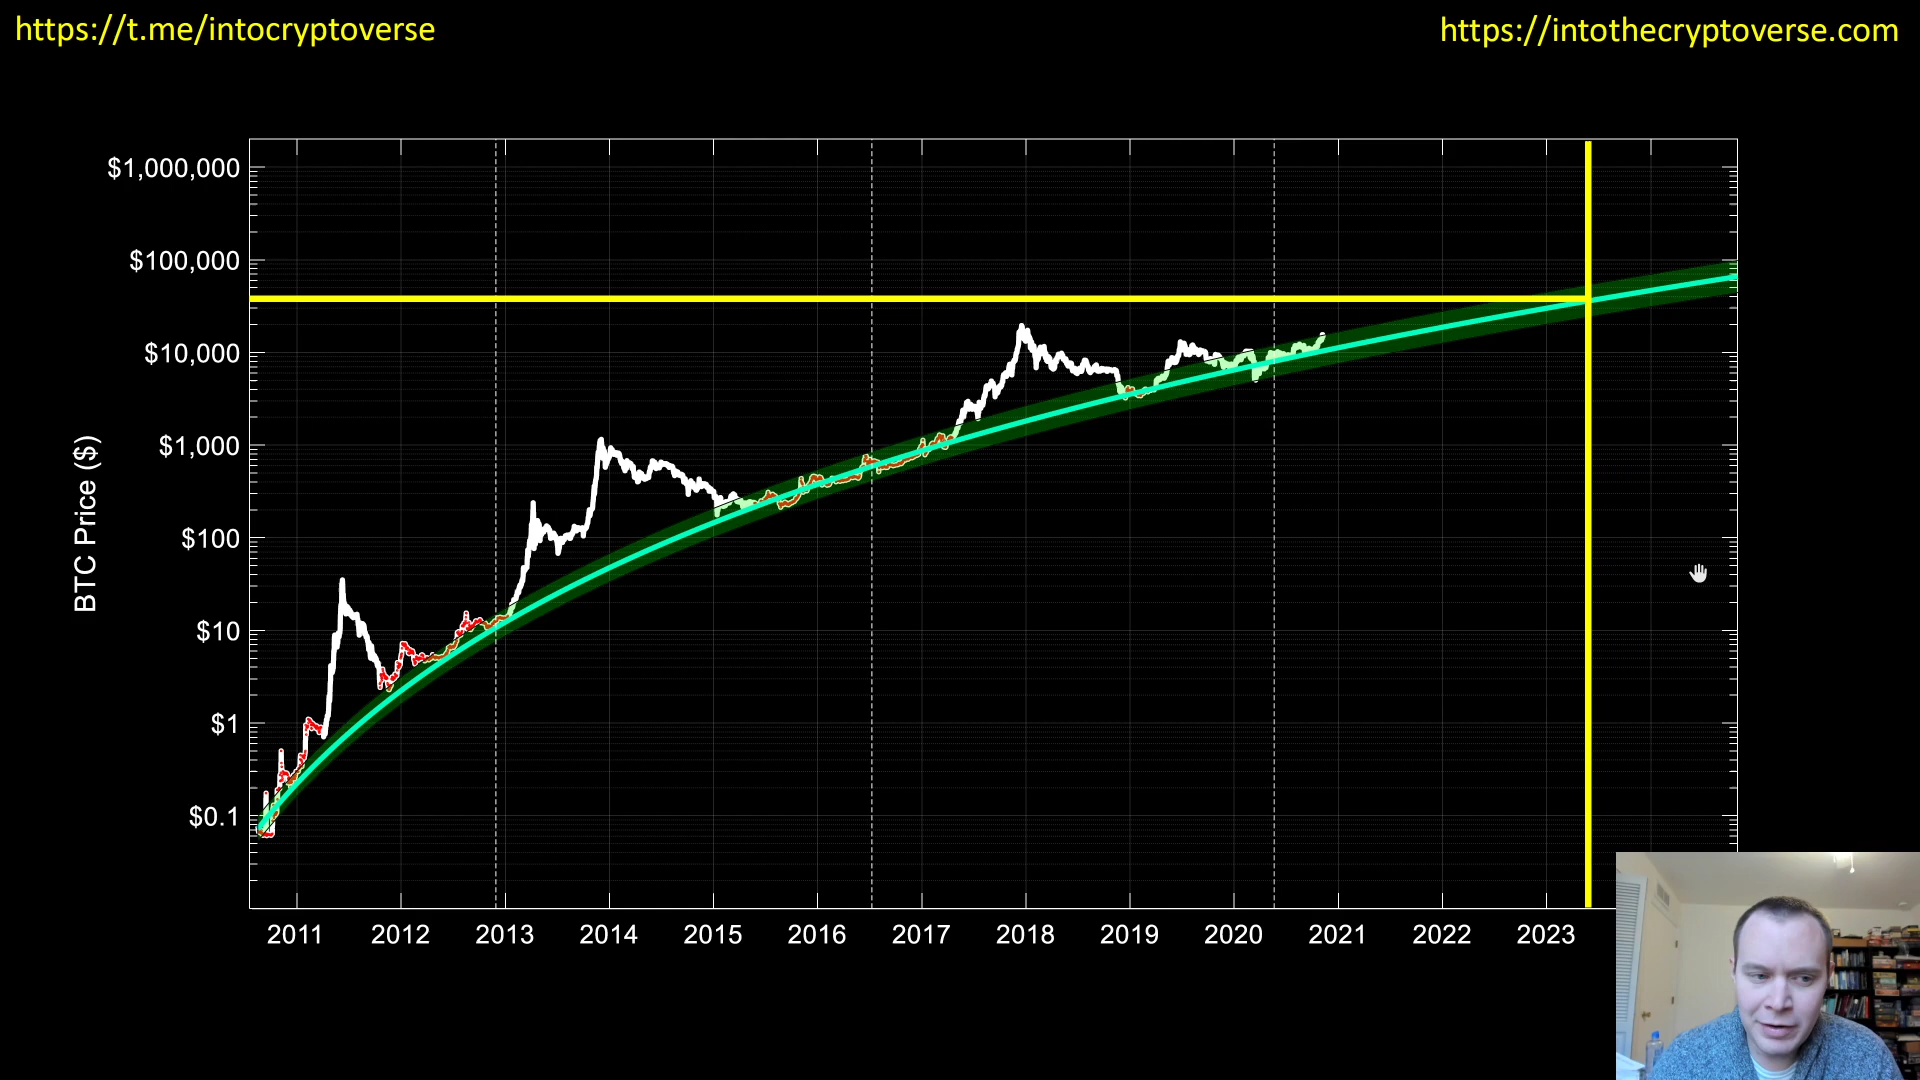 https://t.me/intocryptoverse
https://intothecryptoverse.com
BTC Price ($)
$1,000,000
$100,000
$10,000
$1,000
$100
$10
$1
$0.1
2011 2012 2013 2014 2015 2016 2017 2018 2019 2020 2021 2022 2023